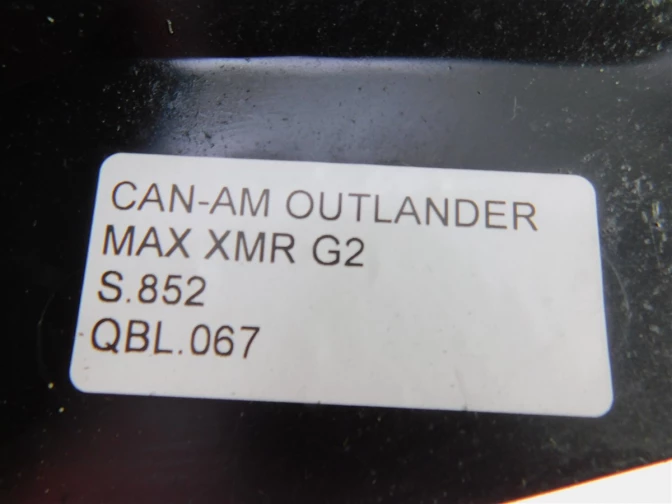 CAN-AM OUTLANDER
MAX XMR G2
S.852
QBL.067